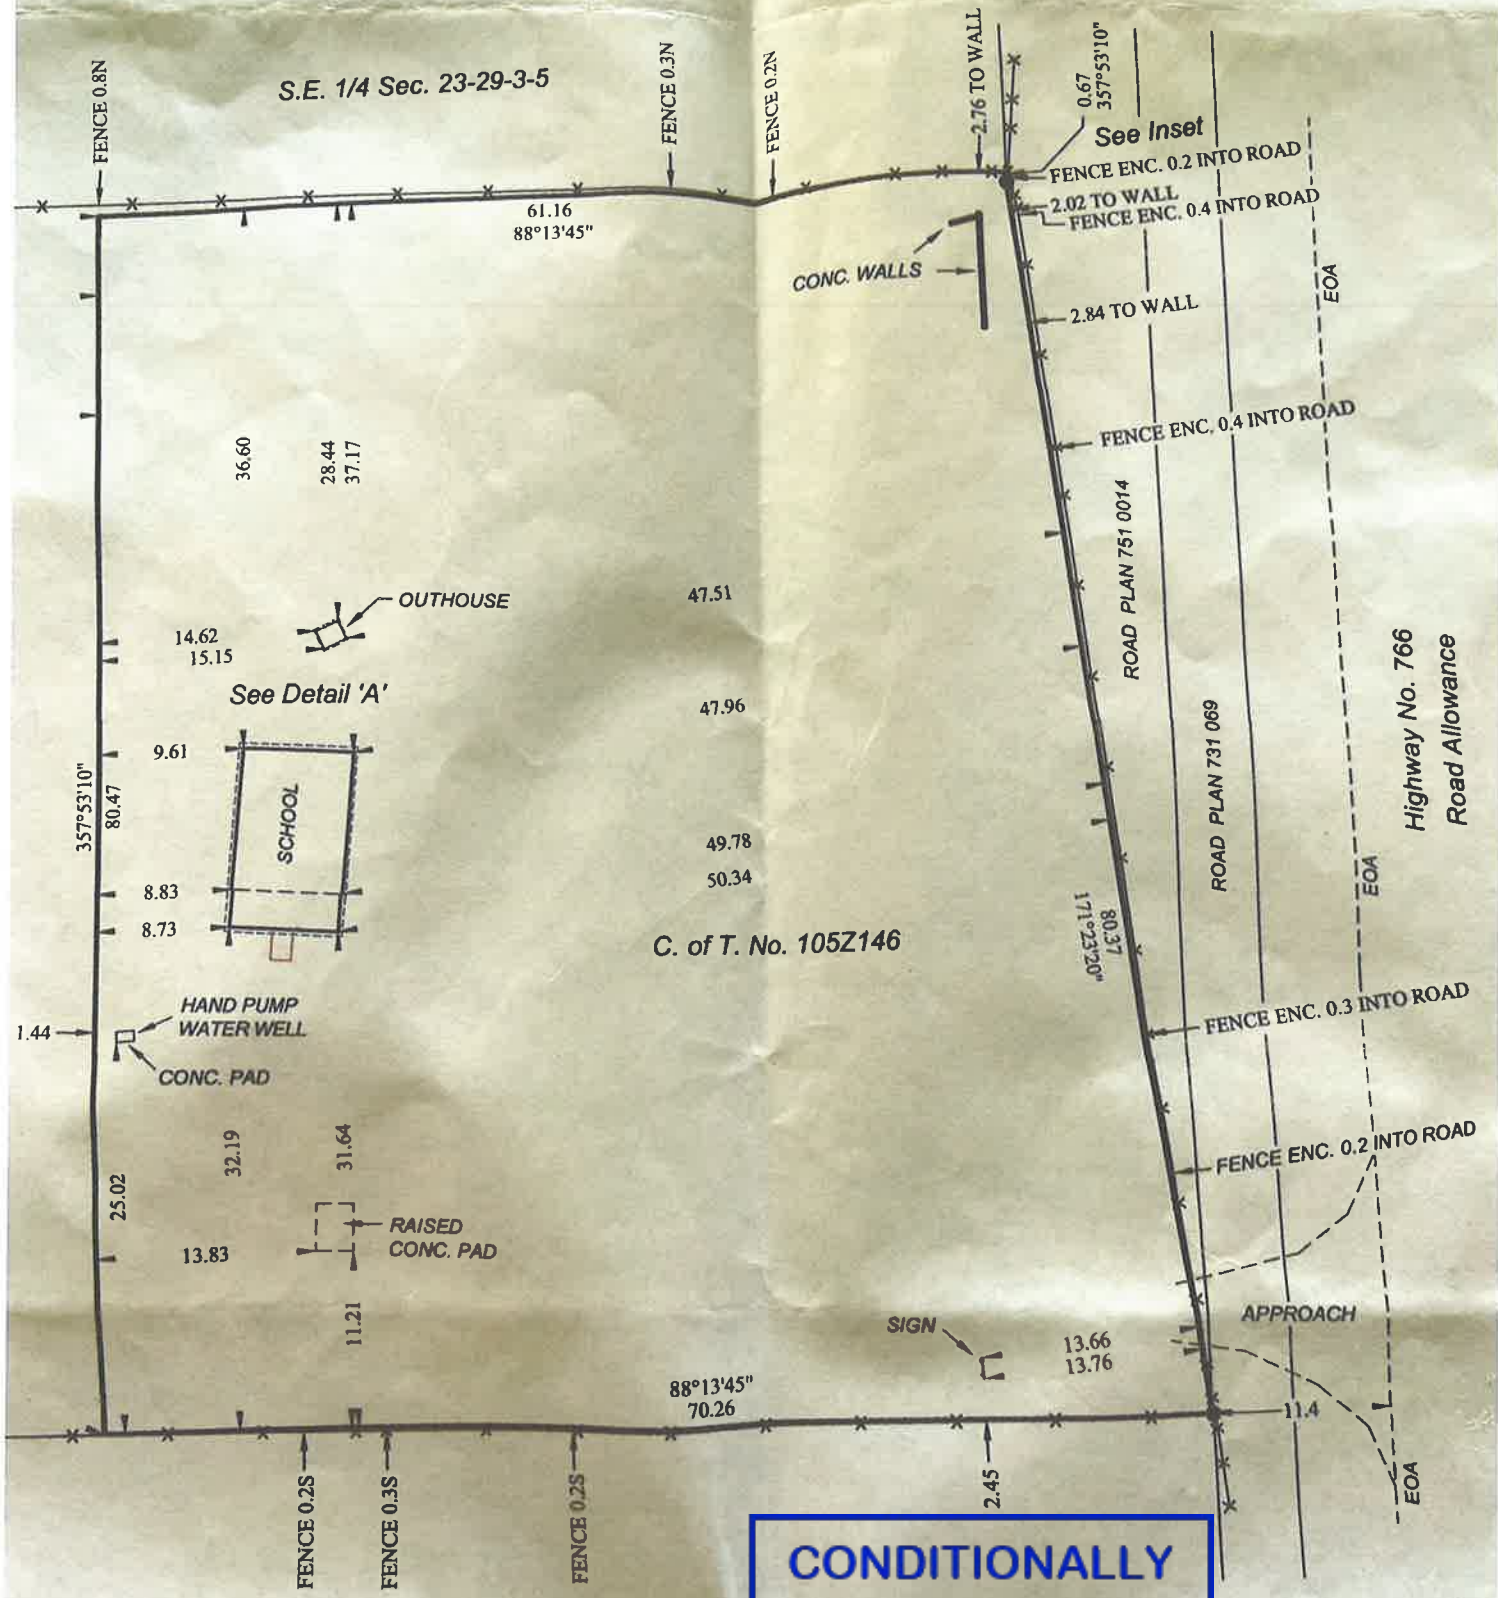 FENCE 0.8N
S.E. 1/4 Sec. 23-29-3-5
FENCE 0.3N
FENCE 0.2N
2.76 TO WALL
0.67
357°53'10"
See Inset
FENCE ENC. 0.2 INTO ROAD
2.02 TO WALL
FENCE ENC. 0.4 INTO ROAD
61.16
88°13'45"
CONC. WALLS
EOA
2.84 TO WALL
FENCE ENC. 0.4 INTO ROAD
36.60
28.44
37.17
ROAD PLAN 751 0014
OUTHOUSE
47.51
14.62
15.15
See Detail 'A'
47.96
Highway No. 766
Road Allowance
ROAD PLAN 731 069
9.61
357°53'10"
80.47
SCHOOL
49.78
50.34
EOA
8.83
8.73
80.37
171°23'20"
C. of T. No. 105Z146
HAND PUMP
WATER WELL
1.44
CONC. PAD
FENCE ENC. 0.3 INTO ROAD
32.19
31.64
FENCE ENC. 0.2 INTO ROAD
25.02
RAISED
CONC. PAD
13.83
11.21
SIGN
13.66
13.76
APPROACH
88°13'45"
70.26
11.4
FENCE 0.2S
FENCE 0.3S
FENCE 0.2S
2.45
EOA
CONDITIONALLY